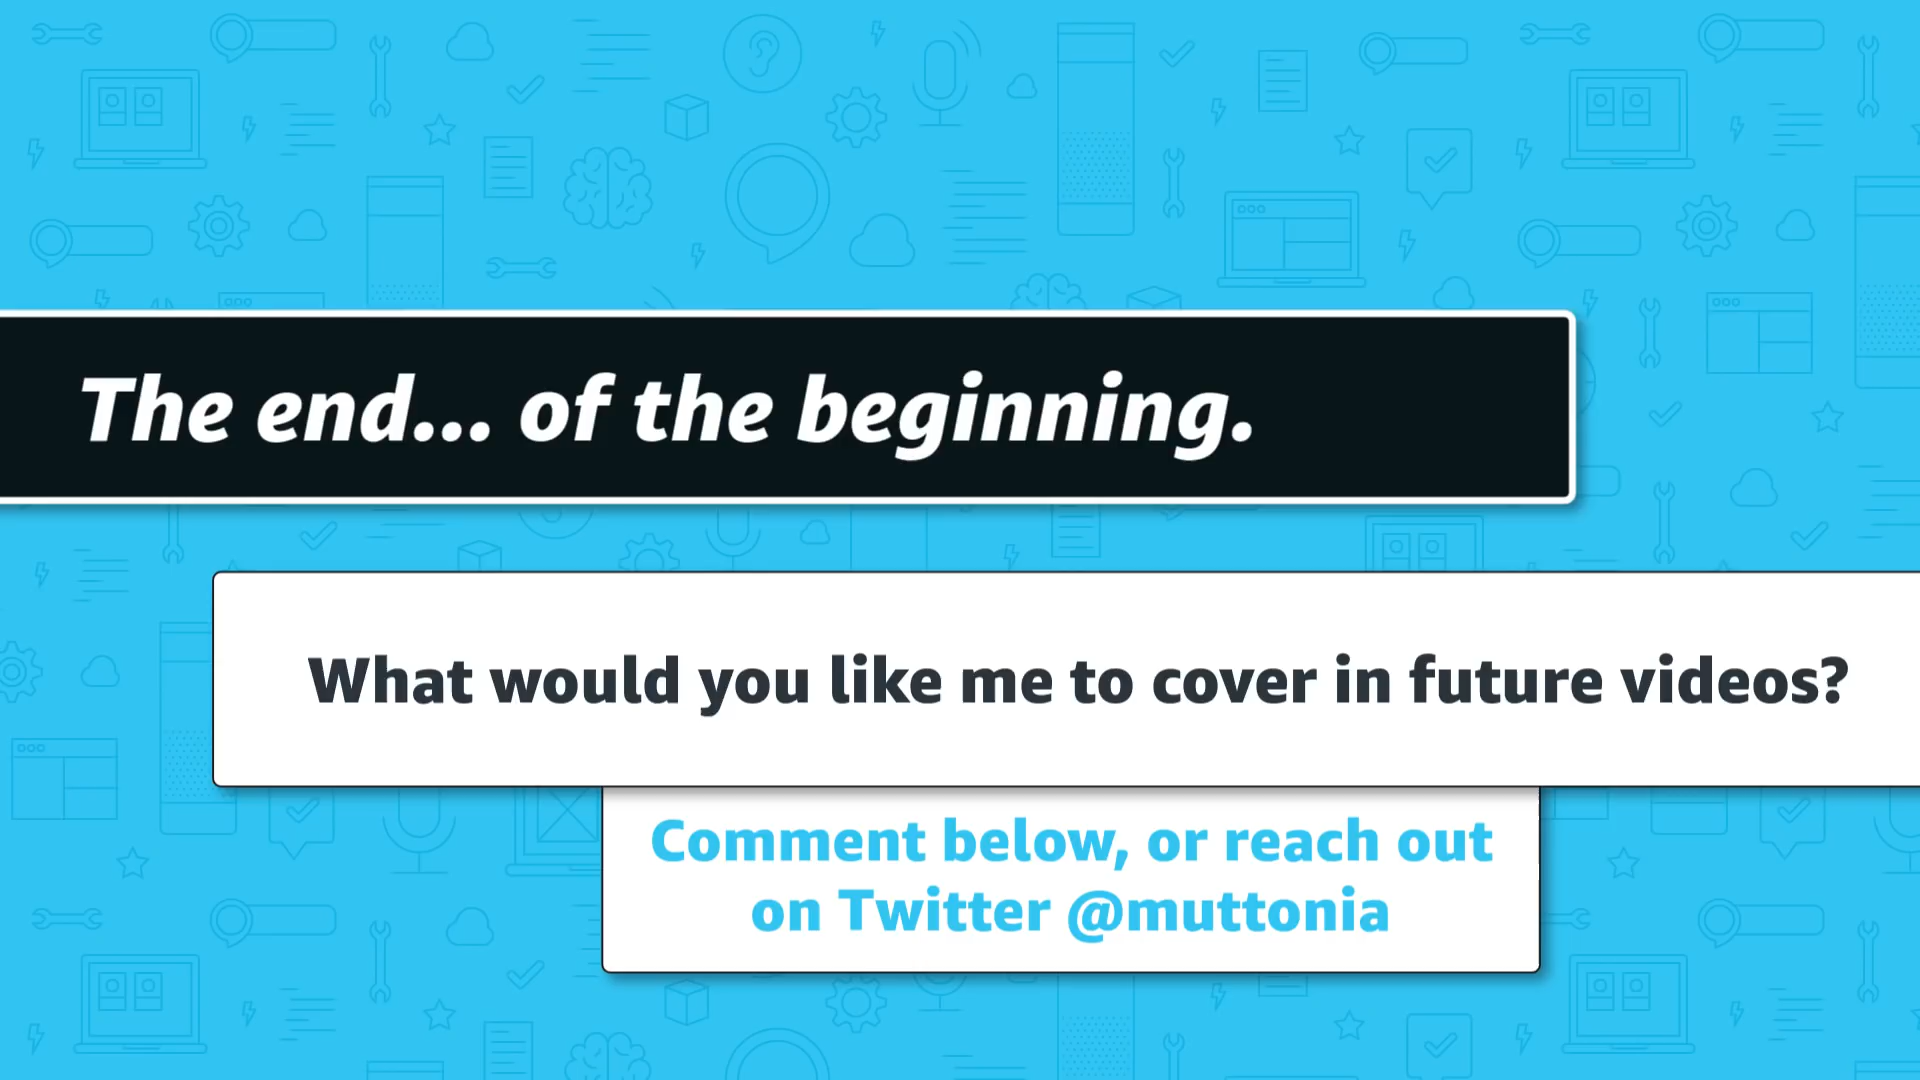 The end... of the beginning.
What would you like me to cover in future videos?
Comment below, or reach out
on Twitter @muttonia